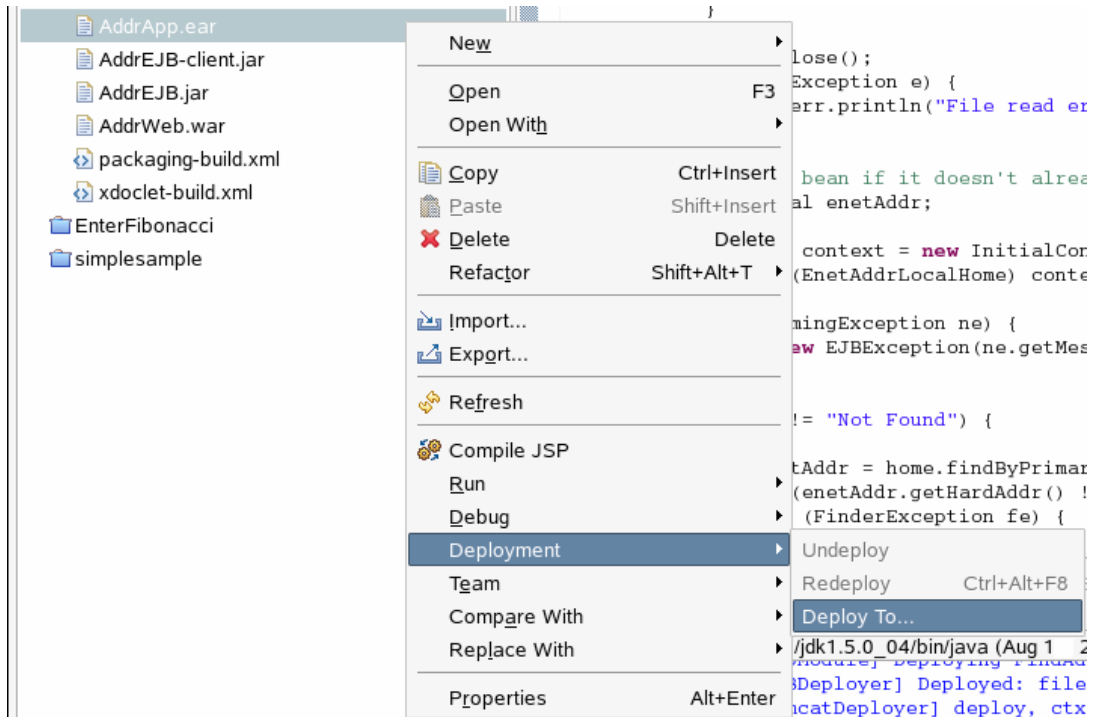 AddrApp.ear
AddrEJB-client.jar
AddrEJB.jar
AddrWeb.war
packaging-build.xml
xdoclet-build.xml
EnterFibonacci
simplesample
New
Open F3
Open With
Copy Ctrl+Insert
Paste Shift+Insert
Delete Delete
Refactor Shift+Alt+T
Import...
Export...
Refresh
Compile JSP
Run
Debug
Deployment
Team
Compare With
Replace With
Properties Alt+Enter
Undeploy
Redeploy Ctrl+Alt+F8
Deploy To...
}
lose();
Exception e) {
err.println("File read er
bean if it doesn't alrea
al enetAddr;
context = new InitialCon
(EnetAddrLocalHome) conte
mingException ne) {
ew EJBException(ne.getMes
!= "Not Found") {
tAddr = home.findByPrimar
(enetAddr.getHardAddr() !
(FinderException fe) {
/jdk1.5.0_04/bin/java (Aug 1 2
Deploying
Deployer] Deployed: file
catDeployer] deploy, ctx